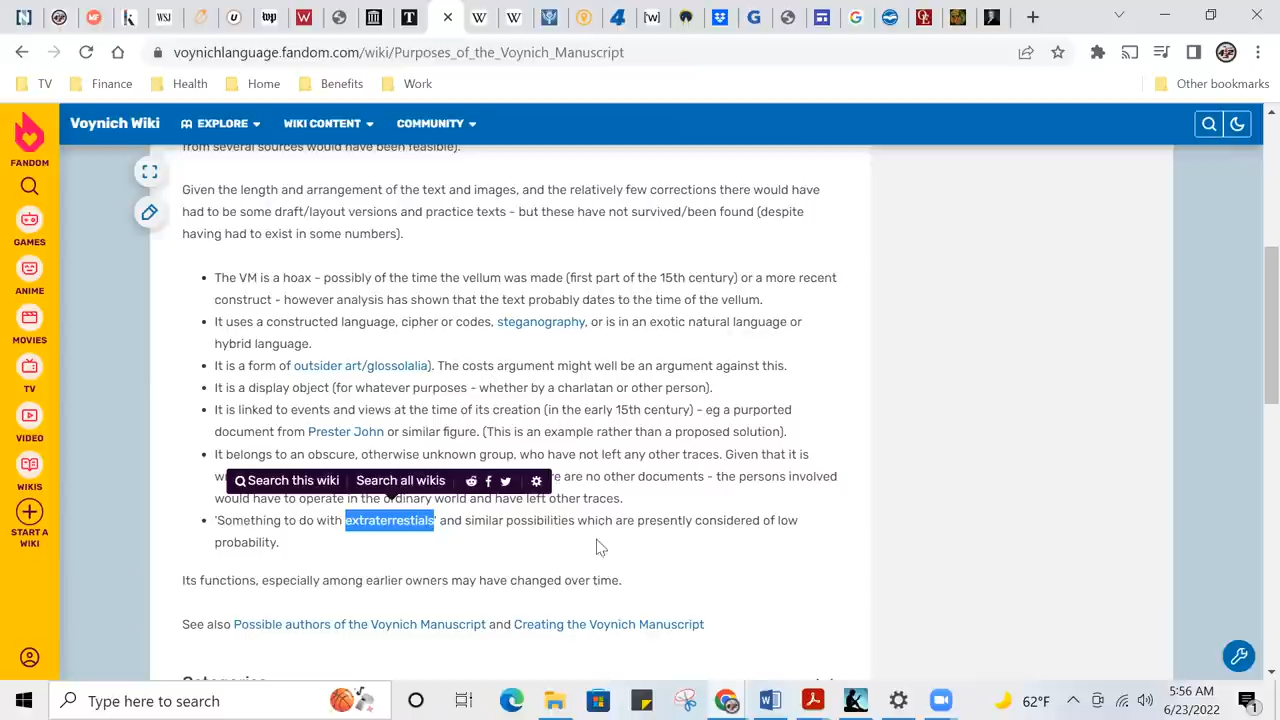 W
voynichlanguage.fandom.com/wiki/Purposes_of_the_Voynich_Manuscript
TV Finance Health Home Benefits Work Other bookmarks
FANDOM
GAMES
ANIME
MOVIES
TV
VIDEO
WIKIS
START A
WIKI
Voynich Wiki EXPLORE WIKI CONTENT COMMUNITY
from several sources would have been feasible).
Given the length and arrangement of the text and images, and the relatively few corrections there would have
had to be some draft/layout versions and practice texts - but these have not survived/been found (despite
having had to exist in some numbers).
The VM is a hoax - possibly of the time the vellum was made (first part of the 15th century) or a more recent
construct - however analysis has shown that the text probably dates to the time of the vellum.
It uses a constructed language, cipher or codes, steganography, or is in an exotic natural language or
hybrid language.
It is a form of outsider art/glossolalia). The costs argument might well be an argument against this.
It is a display object (for whatever purposes - whether by a charlatan or other person).
It is linked to events and views at the time of its creation (in the early 15th century) - eg a purported
document from Prester John or similar figure. (This is an example rather than a proposed solution).
It belongs to an obscure, otherwise unknown group, who have not left any other traces. Given that it is
Search this wiki Search all wikis
are no other documents - the persons involved
would have to operate in the ordinary world and have left other traces.
'Something to do with extraterrestials' and similar possibilities which are presently considered of low
probability.
Its functions, especially among earlier owners may have changed over time.
See also Possible authors of the Voynich Manuscript and Creating the Voynich Manuscript
Type here to search
62°F
5:56 AM
6/23/2022